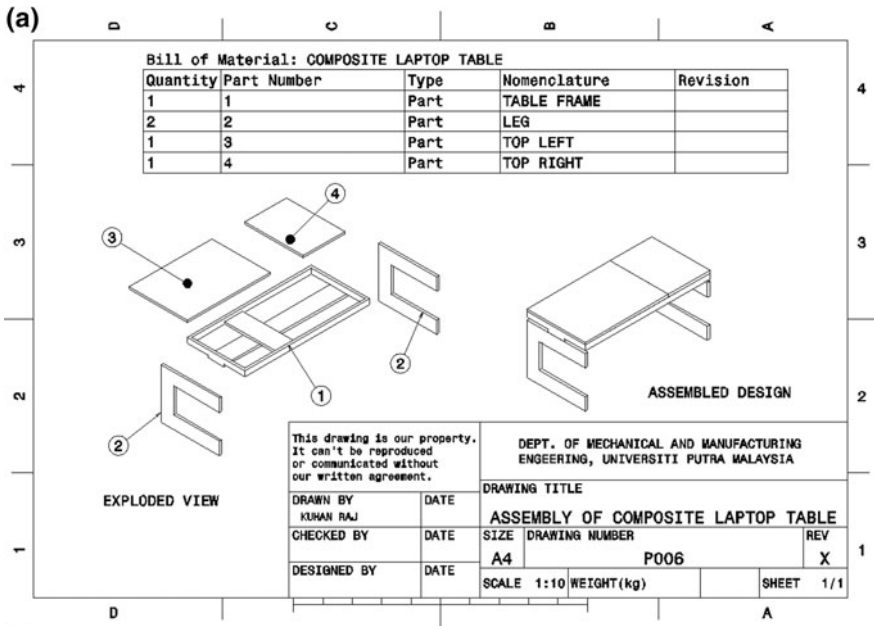 (a)
D C B A
Bill of Material: COMPOSITE LAPTOP TABLE
Quantity Part Number Type Nomenclature Revision
1 1 Part TABLE FRAME
2 2 Part LEG
1 3 Part TOP LEFT
1 4 Part TOP RIGHT
4 4
3 3
2 2
1 1
4
3
2
1
2
EXPLODED VIEW
ASSEMBLED DESIGN
This drawing is our property.
It can't be reproduced
or communicated without
our written agreement.
DEPT. OF MECHANICAL AND MANUFACTURING
ENGEERING, UNIVERSITI PUTRA MALAYSIA
DRAWN BY DATE
KUHAN RAJ
CHECKED BY DATE
DESIGNED BY DATE
DRAWING TITLE
ASSEMBLY OF COMPOSITE LAPTOP TABLE
SIZE DRAWING NUMBER REV
A4 P006 X
SCALE 1:10 WEIGHT(kg) SHEET 1/1
D A